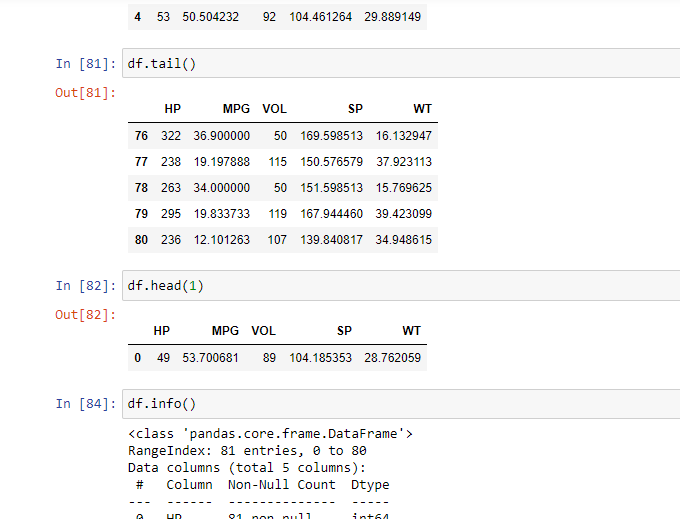 4 53 50.504232 92 104.461264 29.889149
In [81]: df.tail()
Out[81]:
HP MPG VOL SP WT
76 322 36.900000 50 169.598513 16.132947
77 238 19.197888 115 150.576579 37.923113
78 263 34.000000 50 151.598513 15.769625
79 295 19.833733 119 167.944460 39.423099
80 236 12.101263 107 139.840817 34.948615
In [82]: df.head(1)
Out[82]:
HP MPG VOL SP WT
0 49 53.700681 89 104.185353 28.762059
In [84]: df.info()
<class 'pandas.core.frame.DataFrame'>
RangeIndex: 81 entries, 0 to 80
Data columns (total 5 columns):
# Column Non-Null Count Dtype
--- ------ -------------- -----
0 HP 81 non-null int64